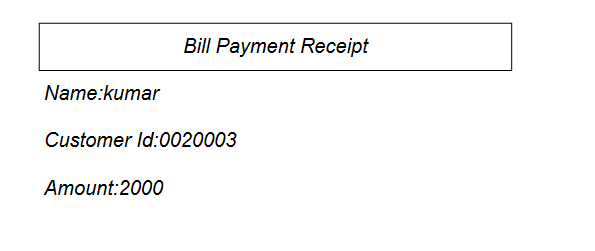 Bill Payment Receipt
Name:kumar
Customer Id:0020003
Amount:2000